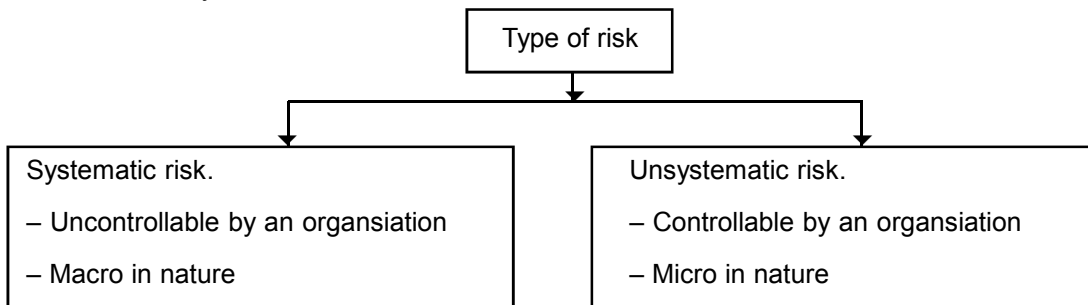 Type of risk
Systematic risk.
– Uncontrollable by an organsiation
– Macro in nature
Unsystematic risk.
– Controllable by an organsiation
– Micro in nature